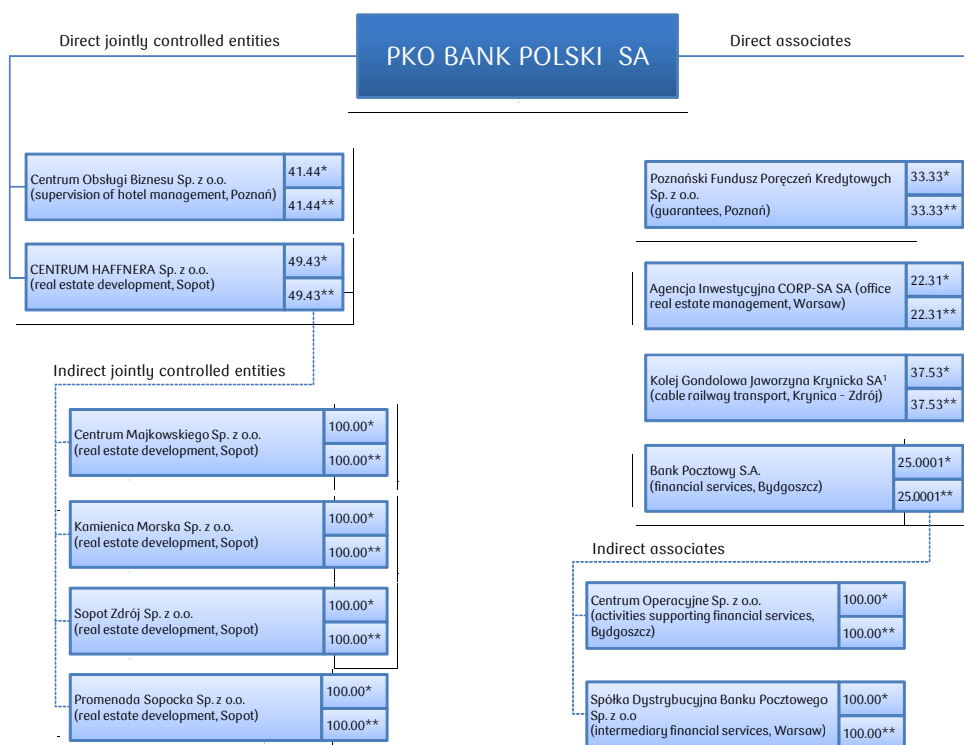 Direct jointly controlled entities
PKO BANK POLSKI SA
Direct associates
Centrum Obsługi Biznesu Sp. z o.o.
(supervision of hotel management, Poznań)
41.44*
41.44**
CENTRUM HAFFNERA Sp. z o.o.
(real estate development, Sopot)
49.43*
49.43**
Indirect jointly controlled entities
Centrum Majkowskiego Sp. z o.o.
(real estate development, Sopot)
100.00*
100.00**
Kamienica Morska Sp. z o.o.
(real estate development, Sopot)
100.00*
100.00**
Sopot Zdrój Sp. z o.o.
(real estate development, Sopot)
100.00*
100.00**
Promenada Sopocka Sp. z o.o.
(real estate development, Sopot)
100.00*
100.00**
Poznański Fundusz Poręczeń Kredytowych
Sp. z o.o.
(guarantees, Poznań)
33.33*
33.33**
Agencja Inwestycyjna CORP-SA SA (office
real estate management, Warsaw)
22.31*
22.31**
Kolej Gondolowa Jaworzyna Krynicka SA¹
(cable railway transport, Krynica - Zdrój)
37.53*
37.53**
Bank Pocztowy S.A.
(financial services, Bydgoszcz)
25.0001*
25.0001**
Indirect associates
Centrum Operacyjne Sp. z o.o.
(activities supporting financial services,
Bydgoszcz)
100.00*
100.00**
Spółka Dystrybucyjna Banku Pocztowego
Sp. z o.o
(intermediary financial services, Warsaw)
100.00*
100.00**